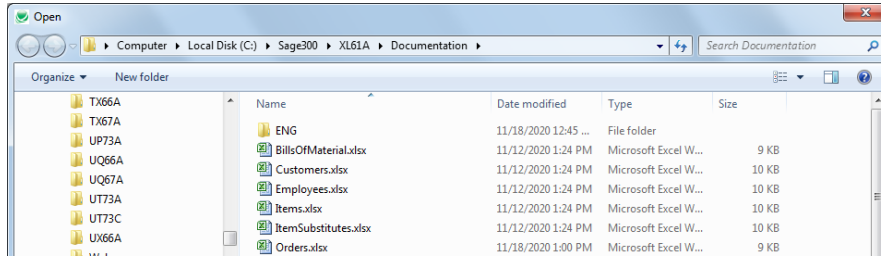 Open
Computer Local Disk (C:) Sage300 XL61A Documentation Search Documentation
Organize New folder
TX66A
TX67A
UP73A
UQ66A
UQ67A
UT73A
UT73C
UX66A
Name Date modified Type Size
ENG 11/18/2020 12:45 ... File folder
BillsOfMaterial.xlsx 11/12/2020 1:24 PM Microsoft Excel W... 9 KB
Customers.xlsx 11/12/2020 1:24 PM Microsoft Excel W... 10 KB
Employees.xlsx 11/12/2020 1:24 PM Microsoft Excel W... 10 KB
Items.xlsx 11/12/2020 1:24 PM Microsoft Excel W... 10 KB
ItemSubstitutes.xlsx 11/12/2020 1:24 PM Microsoft Excel W... 10 KB
Orders.xlsx 11/18/2020 1:00 PM Microsoft Excel W... 9 KB